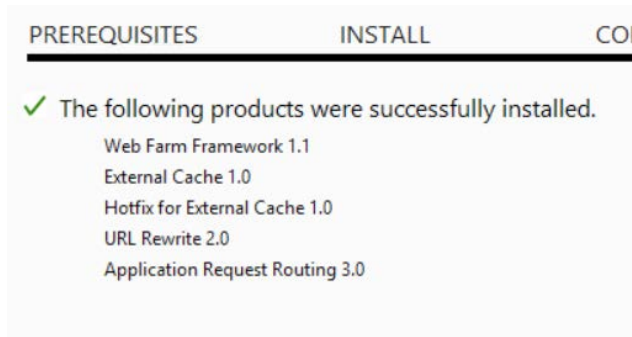 PREREQUISITES INSTALL
The following products were successfully installed.
Web Farm Framework 1.1
External Cache 1.0
Hotfix for External Cache 1.0
URL Rewrite 2.0
Application Request Routing 3.0